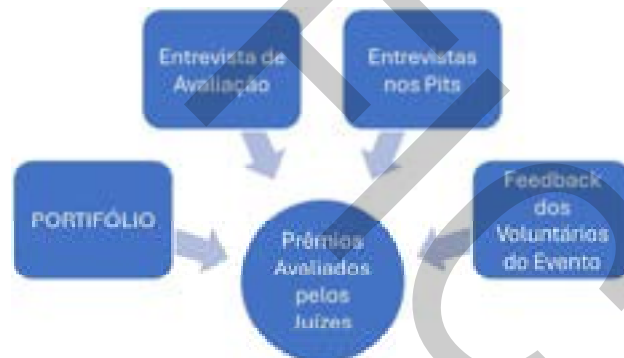 Entrevista de
Avaliação
Entrevistas
nos Pits
PORTIFÓLIO
Feedback
dos
Voluntários
do Evento
Prêmios
Avaliados
pelos
Juízes